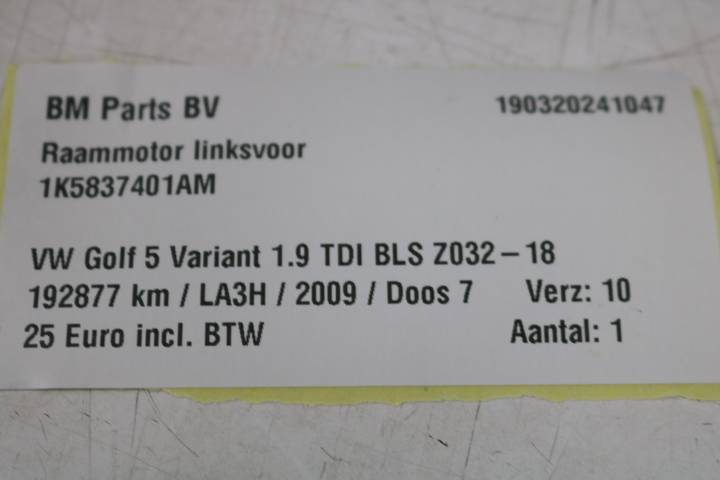 BM Parts BV 190320241047
Raammotor linksvoor
1K5837401AM
VW Golf 5 Variant 1.9 TDI BLS Z032-18
192877 km / LA3H / 2009 / Doos 7 Verz: 10
25 Euro incl. BTW Aantal: 1